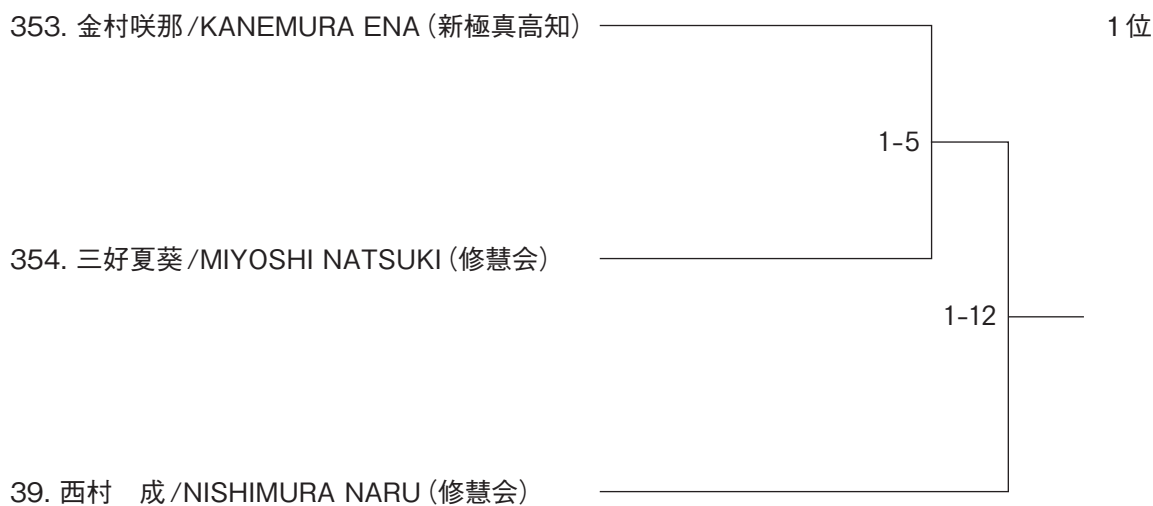 353. 金村咲那/KANEMURA ENA（新極真高知）
1位
1-5
354. 三好夏葵/MIYOSHI NATSUKI（修慧会）
1-12
39. 西村　成/NISHIMURA NARU（修慧会）